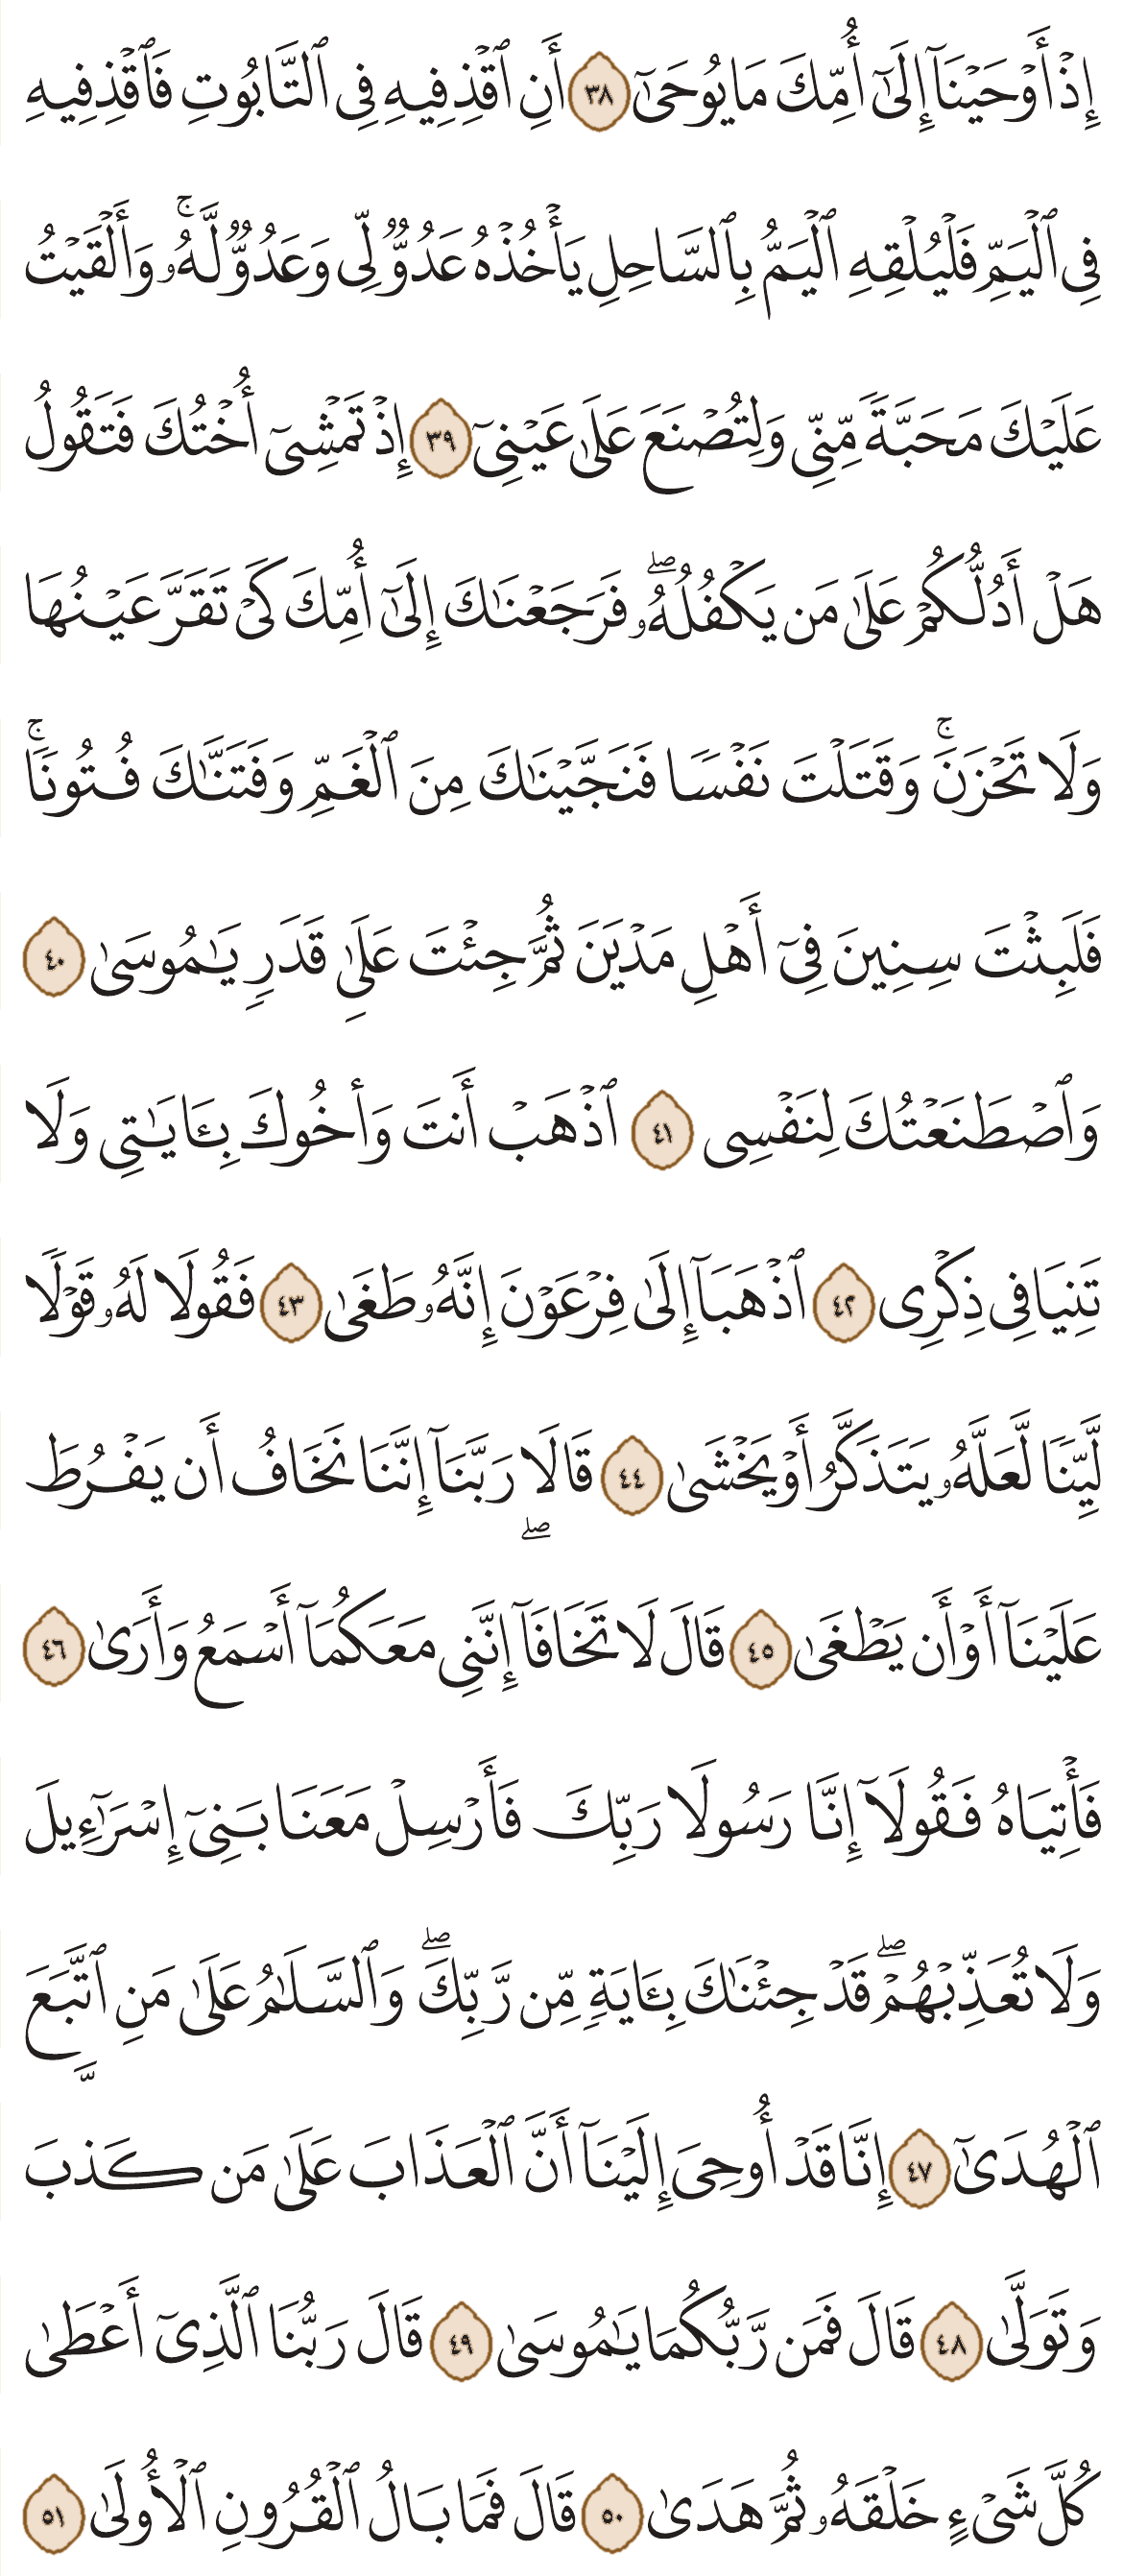 إِذۡ أَوۡحَيۡنَآ إِلَىٰٓ أُمِّكَ مَا يُوحَىٰٓ ٣٨ أَنِ ٱقۡذِفِيهِ فِي ٱلتَّابُوتِ فَٱقۡذِفِيهِ
فِي ٱلۡيَمِّ فَلۡيُلۡقِهِ ٱلۡيَمُّ بِٱلسَّاحِلِ يَأۡخُذۡهُ عَدُوّٞ لِّي وَعَدُوّٞ لَّهُۥۚ وَأَلۡقَيۡتُ
عَلَيۡكَ مَحَبَّةٗ مِّنِّي وَلِتُصۡنَعَ عَلَىٰ عَيۡنِيٓ ٣٩ إِذۡ تَمۡشِيٓ أُخۡتُكَ فَتَقُولُ
هَلۡ أَدُلُّكُمۡ عَلَىٰ مَن يَكۡفُلُهُۥۖ فَرَجَعۡنَٰكَ إِلَىٰٓ أُمِّكَ كَيۡ تَقَرَّ عَيۡنُهَا
وَلَا تَحۡزَنَۚ وَقَتَلۡتَ نَفۡسٗا فَنَجَّيۡنَٰكَ مِنَ ٱلۡغَمِّ وَفَتَنَّٰكَ فُتُونٗاۚ
فَلَبِثۡتَ سِنِينَ فِيٓ أَهۡلِ مَدۡيَنَ ثُمَّ جِئۡتَ عَلَىٰ قَدَرٖ يَٰمُوسَىٰ ٤٠
وَٱصۡطَنَعۡتُكَ لِنَفۡسِي ٤١ ٱذۡهَبۡ أَنتَ وَأَخُوكَ بِـَٔايَٰتِي وَلَا
تَنِيَا فِي ذِكۡرِي ٤٢ ٱذۡهَبَآ إِلَىٰ فِرۡعَوۡنَ إِنَّهُۥ طَغَىٰ ٤٣ فَقُولَا لَهُۥ قَوۡلٗا
لَّيِّنٗا لَّعَلَّهُۥ يَتَذَكَّرُ أَوۡ يَخۡشَىٰ ٤٤ قَالَا رَبَّنَآ إِنَّنَا نَخَافُ أَن يَفۡرُطَ
عَلَيۡنَآ أَوۡ أَن يَطۡغَىٰ ٤٥ قَالَ لَا تَخَافَآۖ إِنَّنِي مَعَكُمَآ أَسۡمَعُ وَأَرَىٰ ٤٦
فَأۡتِيَاهُ فَقُولَآ إِنَّا رَسُولَا رَبِّكَ فَأَرۡسِلۡ مَعَنَا بَنِيٓ إِسۡرَٰٓءِيلَ
وَلَا تُعَذِّبۡهُمۡۖ قَدۡ جِئۡنَٰكَ بِـَٔايَةٖ مِّن رَّبِّكَۖ وَٱلسَّلَٰمُ عَلَىٰ مَنِ ٱتَّبَعَ
ٱلۡهُدَىٰٓ ٤٧ إِنَّا قَدۡ أُوحِيَ إِلَيۡنَآ أَنَّ ٱلۡعَذَابَ عَلَىٰ مَن كَذَّبَ
وَتَوَلَّىٰ ٤٨ قَالَ فَمَن رَّبُّكُمَا يَٰمُوسَىٰ ٤٩ قَالَ رَبُّنَا ٱلَّذِيٓ أَعۡطَىٰ
كُلَّ شَيۡءٍ خَلۡقَهُۥ ثُمَّ هَدَىٰ ٥٠ قَالَ فَمَا بَالُ ٱلۡقُرُونِ ٱلۡأُولَىٰ ٥١